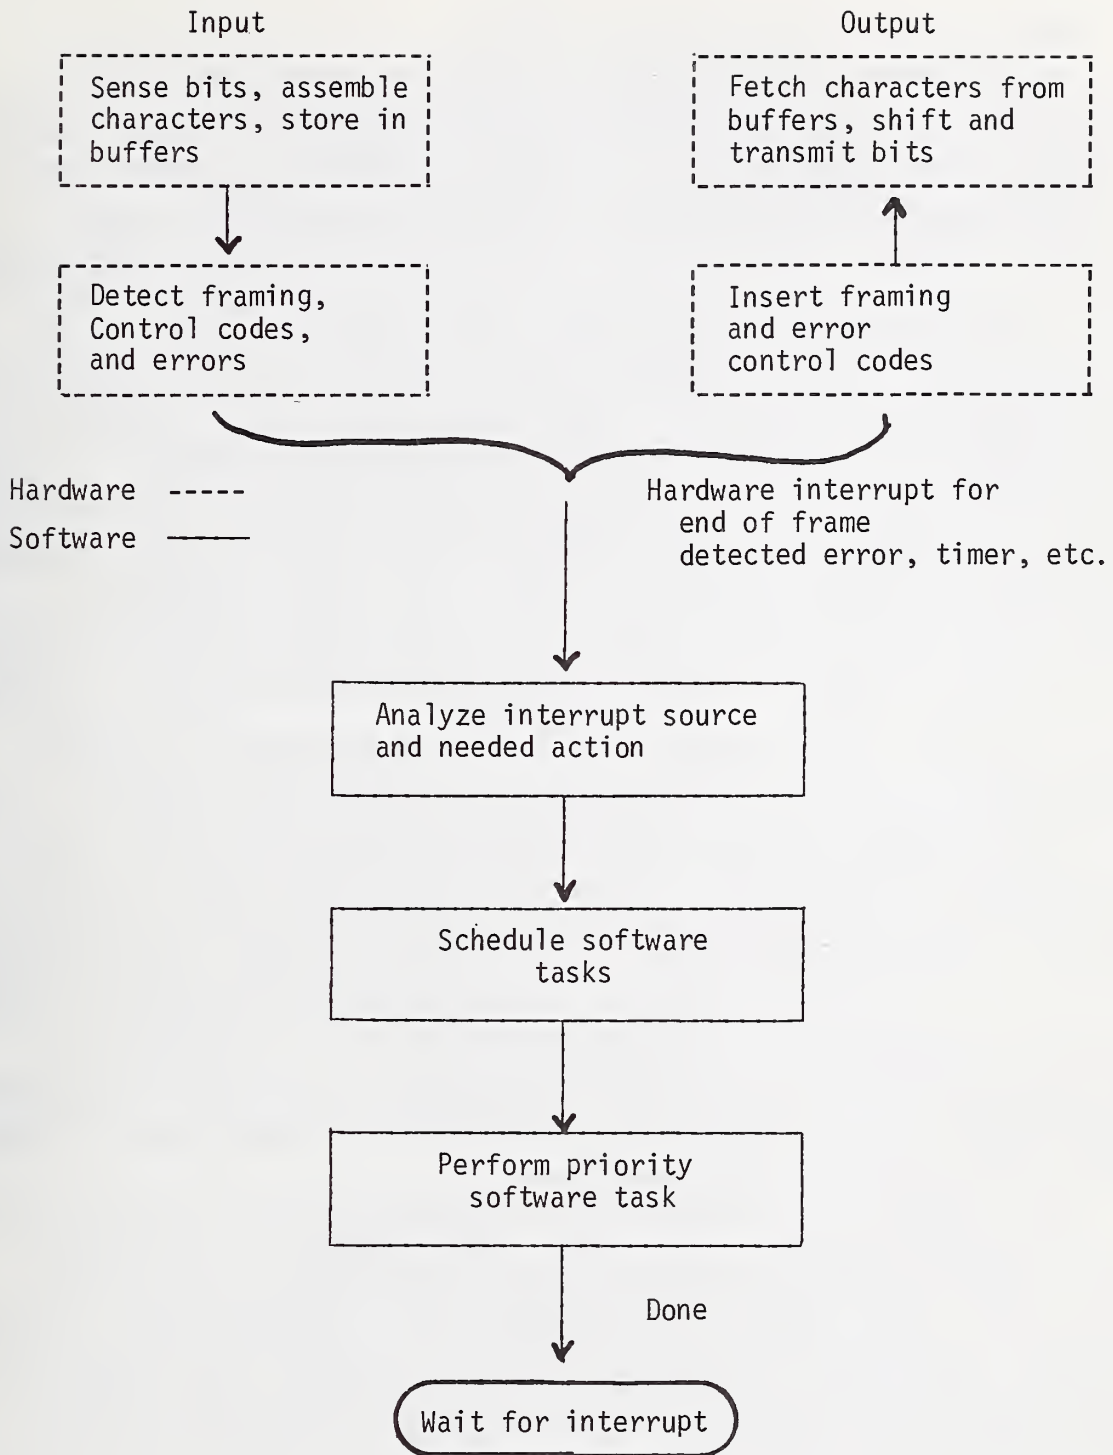 Input
Sense bits, assemble
characters, store in
buffers
Detect framing,
Control codes,
and errors
Output
Fetch characters from
buffers, shift and
transmit bits
Insert framing
and error
control codes
Hardware -----
Software
Hardware interrupt for
end of frame
detected error, timer, etc.
Analyze interrupt source
and needed action
Schedule software
tasks
Perform priority
software task
Done
Wait for interrupt